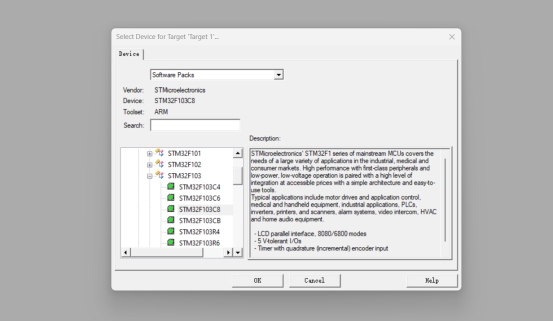 Select Device for Target 'Target 1'...
Device
Software Packs
Vendor: STMicroelectronics
Device: STM32F103C8
Toolset: ARM
Search:
Description:
STM32F101
STM32F102
STM32F103
STM32F103C4
STM32F103C6
STM32F103C8
STM32F103CB
STM32F103R4
STM32F103R6
STMicroelectronics' STM32F1 series of mainstream MCUs covers the
needs of a large variety of applications in the industrial, medical and
consumer markets. High performance with first-class peripherals and
low-power, low-voltage operation is paired with a high level of
integration at accessible prices with a simple architecture and easy-to-
use tools.
Typical applications include motor drives and application control,
medical and handheld equipment, industrial applications, PLCs,
inverters, printers, and scanners, alarm systems, video intercom, HVAC
and home audio equipment.
- LCD parallel interface, 8080/6800 modes
- 5 V-tolerant I/Os
- Timer with quadrature (incremental) encoder input
OK
Cancel
Help